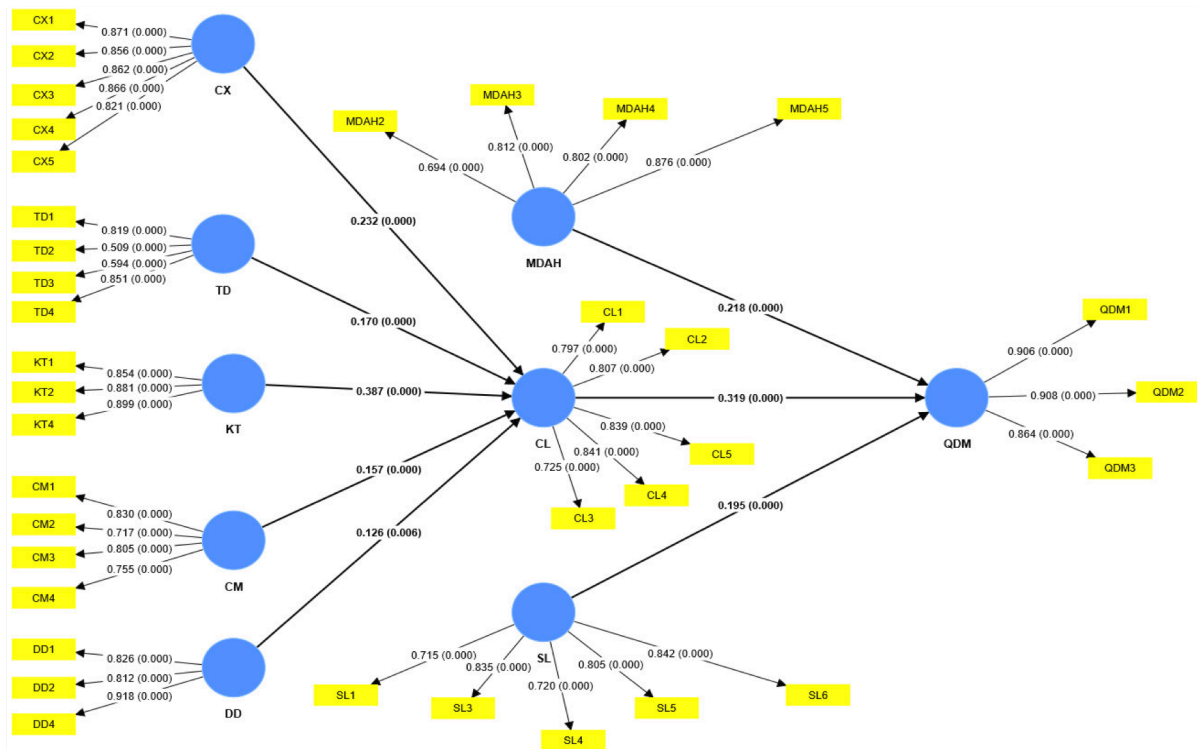 CX1
CX2
CX3
CX4
CX5
0.871 (0.000)
0.856 (0.000)
0.862 (0.000)
0.866 (0.000)
0.821 (0.000)
CX
TD1
TD2
TD3
TD4
0.819 (0.000)
0.509 (0.000)
0.594 (0.000)
0.851 (0.000)
TD
KT1
KT2
KT4
0.854 (0.000)
0.881 (0.000)
0.899 (0.000)
KT
CM1
CM2
CM3
CM4
0.830 (0.000)
0.717 (0.000)
0.805 (0.000)
0.755 (0.000)
CM
DD1
DD2
DD4
0.826 (0.000)
0.812 (0.000)
0.918 (0.000)
DD
0.232 (0.000)
0.170 (0.000)
0.387 (0.000)
0.157 (0.000)
0.126 (0.006)
MDAH2
MDAH3
MDAH4
MDAH5
0.694 (0.000)
0.812 (0.000)
0.802 (0.000)
0.876 (0.000)
MDAH
CL1
CL2
CL5
CL4
CL3
0.797 (0.000)
0.807 (0.000)
0.839 (0.000)
0.841 (0.000)
0.725 (0.000)
CL
SL
0.715 (0.000)
0.835 (0.000)
0.720 (0.000)
0.805 (0.000)
0.842 (0.000)
SL1
SL3
SL4
SL5
SL6
0.218 (0.000)
0.319 (0.000)
0.195 (0.000)
QDM
0.906 (0.000)
0.908 (0.000)
0.864 (0.000)
QDM1
QDM2
QDM3